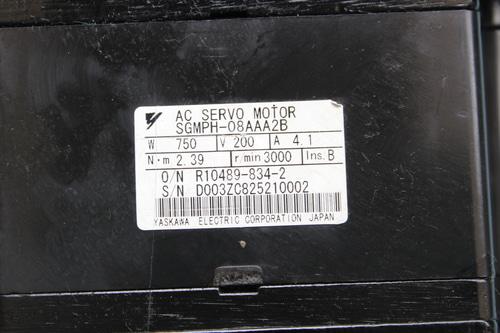 AC SERVO MOTOR
SGMPH-08AAA2B
W 750 V 200 A 4.1
N·m 2.39 r/min 3000 Ins.B
O/N R10489-834-2
S/N D003ZC825210002
YASKAWA ELECTRIC CORPORATION JAPAN